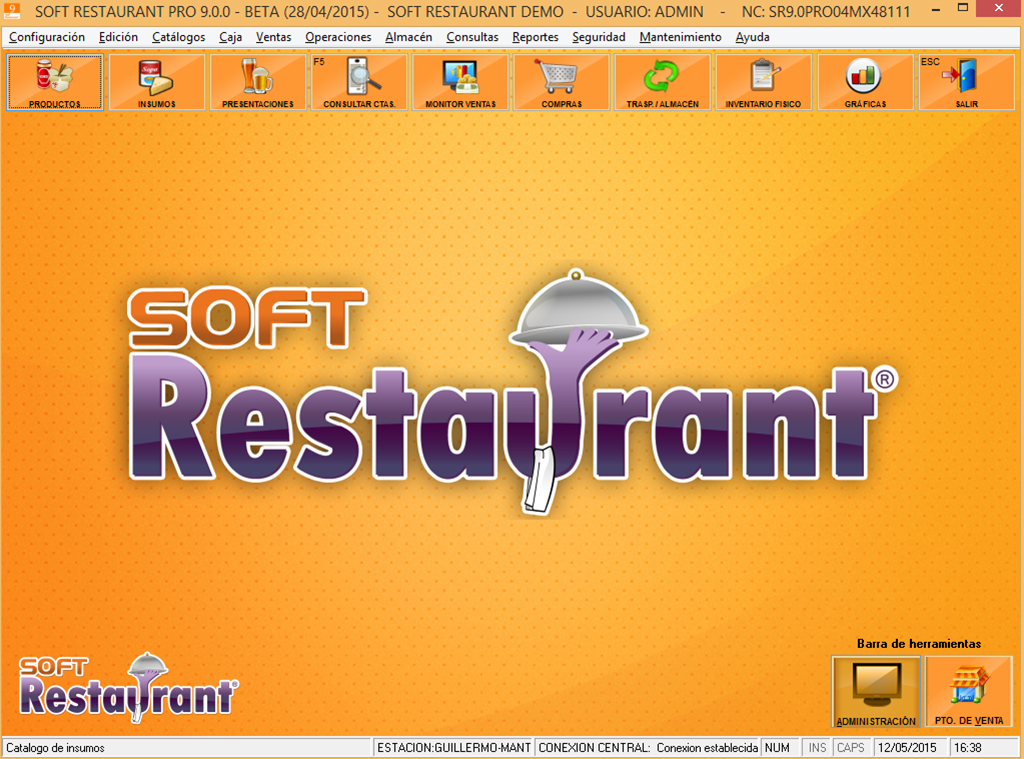 9
SOFT RESTAURANT PRO 9.0.0 - BETA (28/04/2015) - SOFT RESTAURANT DEMO - USUARIO: ADMIN - NC: SR9.0PRO04MX48111
Configuración Edición Catálogos Caja Ventas Operaciones Almacén Consultas Reportes Seguridad Mantenimiento Ayuda
F5 ESC
PRODUCTOS INSUMOS PRESENTACIONES CONSULTAR CTAS. MONITOR VENTAS COMPRAS TRASP. / ALMACÉN INVENTARIO FISICO GRÁFICAS SALIR
SOFT
Restaurant®
Barra de herramientas
SOFT
Restaurant®
ADMINISTRACIÓN PTO. DE VENTA
Catalogo de insumos ESTACION:GUILLERMO-MANT CONEXION CENTRAL: Conexion establecida NUM INS CAPS 12/05/2015 16:38